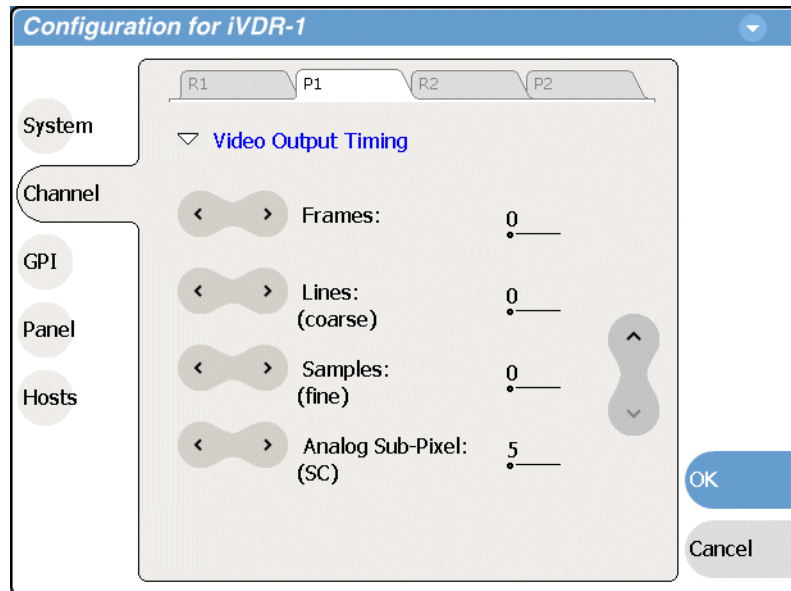 Configuration for iVDR-1
R1 P1 R2 P2
System
Channel
GPI
Panel
Hosts
Video Output Timing
Frames: 0
Lines: 0
(coarse)
Samples: 0
(fine)
Analog Sub-Pixel: 5
(SC)
OK
Cancel